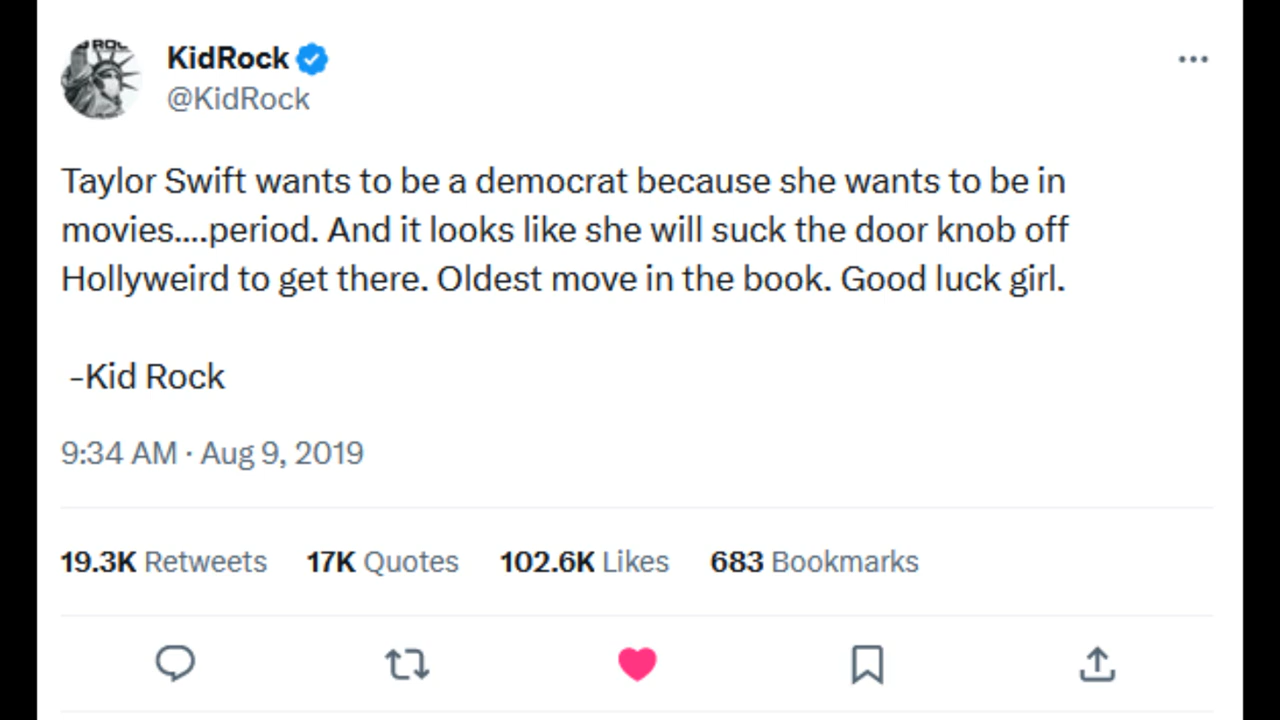 KidRock
@KidRock
Taylor Swift wants to be a democrat because she wants to be in
movies....period. And it looks like she will suck the door knob off
Hollyweird to get there. Oldest move in the book. Good luck girl.
-Kid Rock
9:34 AM · Aug 9, 2019
19.3K Retweets 17K Quotes 102.6K Likes 683 Bookmarks